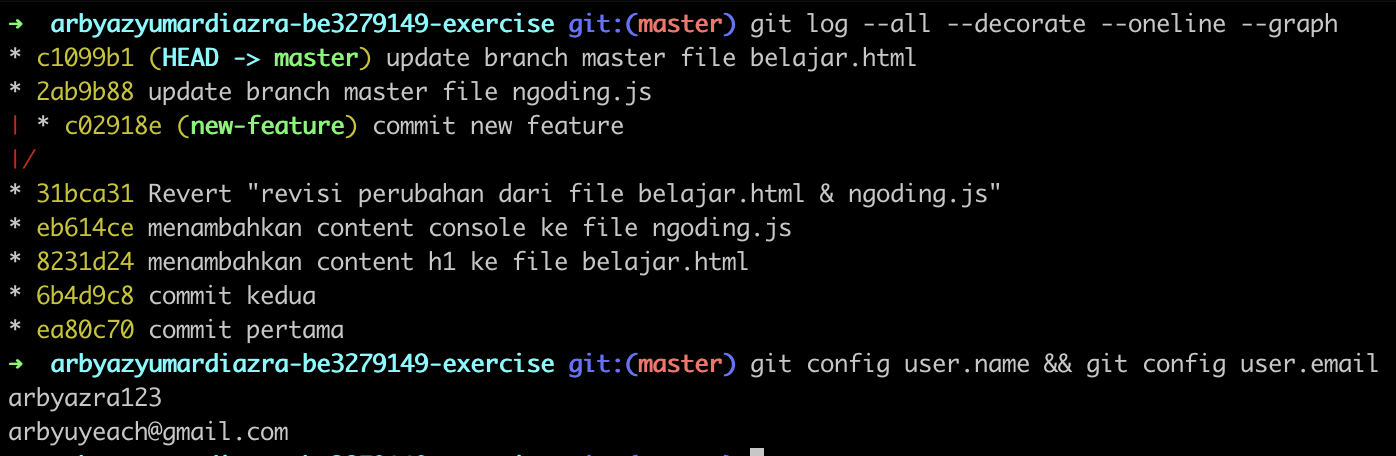 ➜  arbyazyumardiazra-be3279149-exercise git:(master) git log --all --decorate --oneline --graph
* c1099b1 (HEAD -> master) update branch master file belajar.html
* 2ab9b88 update branch master file ngoding.js
| * c02918e (new-feature) commit new feature
|/
* 31bca31 Revert "revisi perubahan dari file belajar.html & ngoding.js"
* eb614ce menambahkan content console ke file ngoding.js
* 8231d24 menambahkan content h1 ke file belajar.html
* 6b4d9c8 commit kedua
* ea80c70 commit pertama
➜  arbyazyumardiazra-be3279149-exercise git:(master) git config user.name && git config user.email
arbyazra123
arbyuyeach@gmail.com